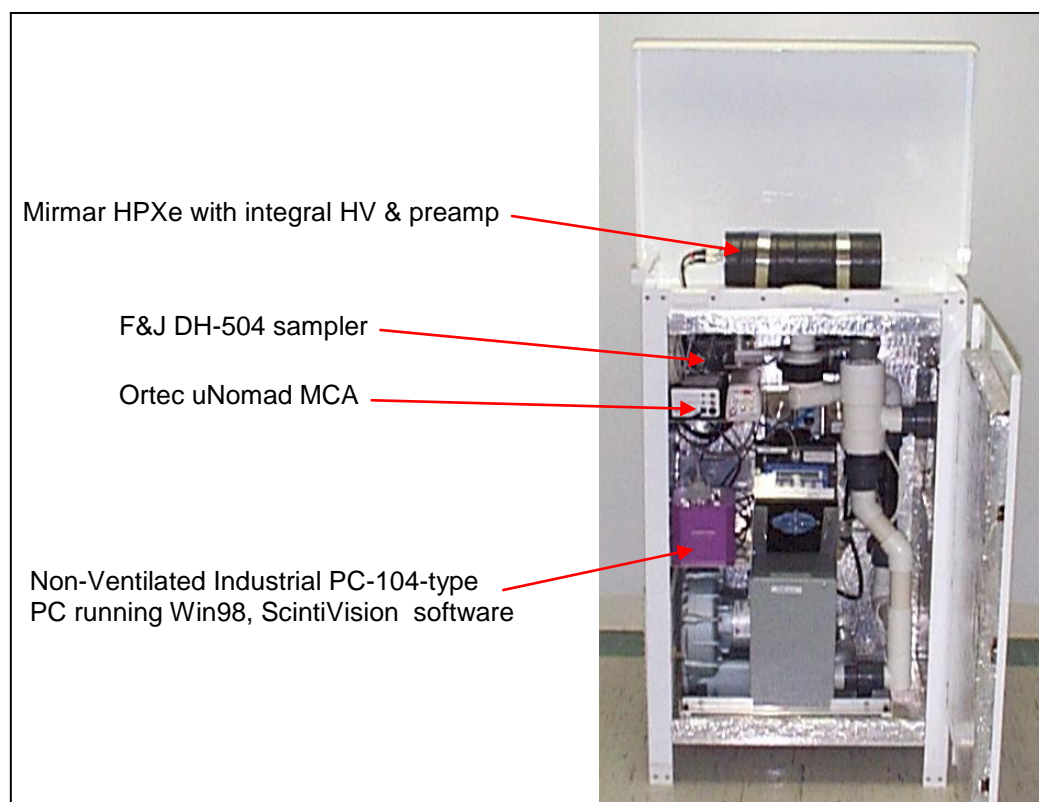 Mirmar HPXe with integral HV & preamp
F&J DH-504 sampler
Ortec uNomad MCA
Non-Ventilated Industrial PC-104-type
PC running Win98, ScintiVision software